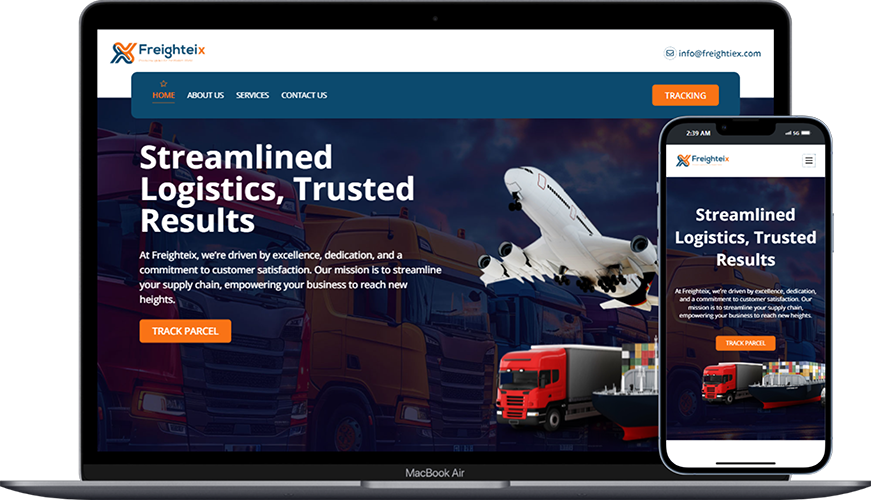 Freighteix
info@freightiex.com
HOME ABOUT US SERVICES CONTACT US
TRACKING
Streamlined
Logistics, Trusted
Results
At Freighteix, we're driven by excellence, dedication, and a
commitment to customer satisfaction. Our mission is to streamline
your supply chain, empowering your business to reach new
heights.
TRACK PARCEL
MacBook Air
2:39 AM
5G
Freighteix
Streamlined
Logistics, Trusted
Results
At Freighteix, we're driven by excellence, dedication,
and a commitment to customer satisfaction. Our
mission is to streamline your supply chain,
empowering your business to reach new heights.
TRACK PARCEL